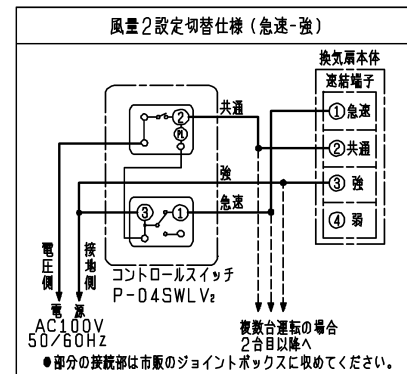 風量2設定切替仕様（急速-強）
換気扇本体
速結端子
①急速
②共通
③ 強
④ 弱
共通
強
急速
②
PL
③
①
コントロールスイッチ
P-04SWLV₂
電圧側
接地側
電源
AC100V
50/60Hz
複数台運転の場合
2台目以降へ
●部分の接続部は市販のジョイントボックスに収めてください。